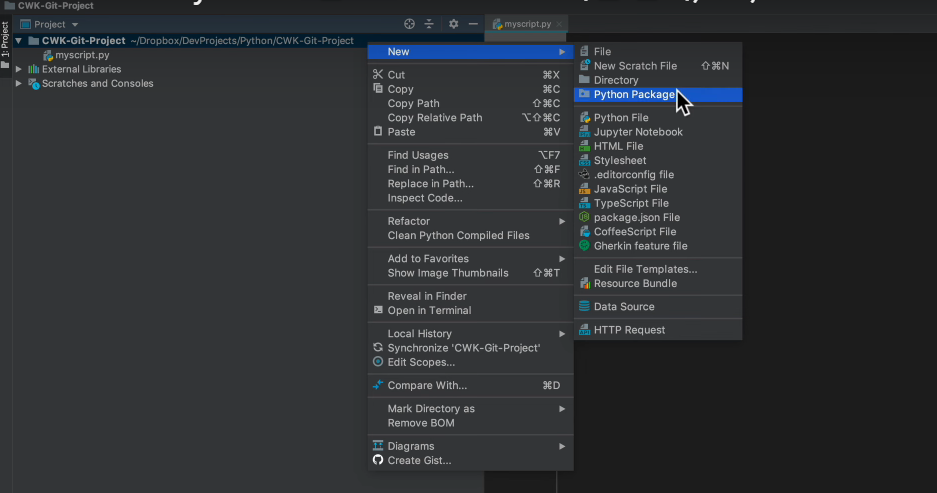 CWK-Git-Project
Project
myscript.py
1: Project
CWK-Git-Project ~/Dropbox/DevProjects/Python/CWK-Git-Project
myscript.py
External Libraries
Scratches and Consoles
New
Cut ⌘X
Copy ⌘C
Copy Path ⇧⌘C
Copy Relative Path ⌥⇧⌘C
Paste ⌘V
Find Usages ⌥F7
Find in Path... ⇧⌘F
Replace in Path... ⇧⌘R
Inspect Code...
Refactor
Clean Python Compiled Files
Add to Favorites
Show Image Thumbnails ⇧⌘T
Reveal in Finder
Open in Terminal
Local History
Synchronize 'CWK-Git-Project'
Edit Scopes...
Compare With... ⌘D
Mark Directory as
Remove BOM
Diagrams
Create Gist...
File
New Scratch File ⇧⌘N
Directory
Python Package
Python File
Jupyter Notebook
HTML File
Stylesheet
.editorconfig file
JavaScript File
TypeScript File
package.json File
CoffeeScript File
Gherkin feature file
Edit File Templates...
Resource Bundle
Data Source
HTTP Request